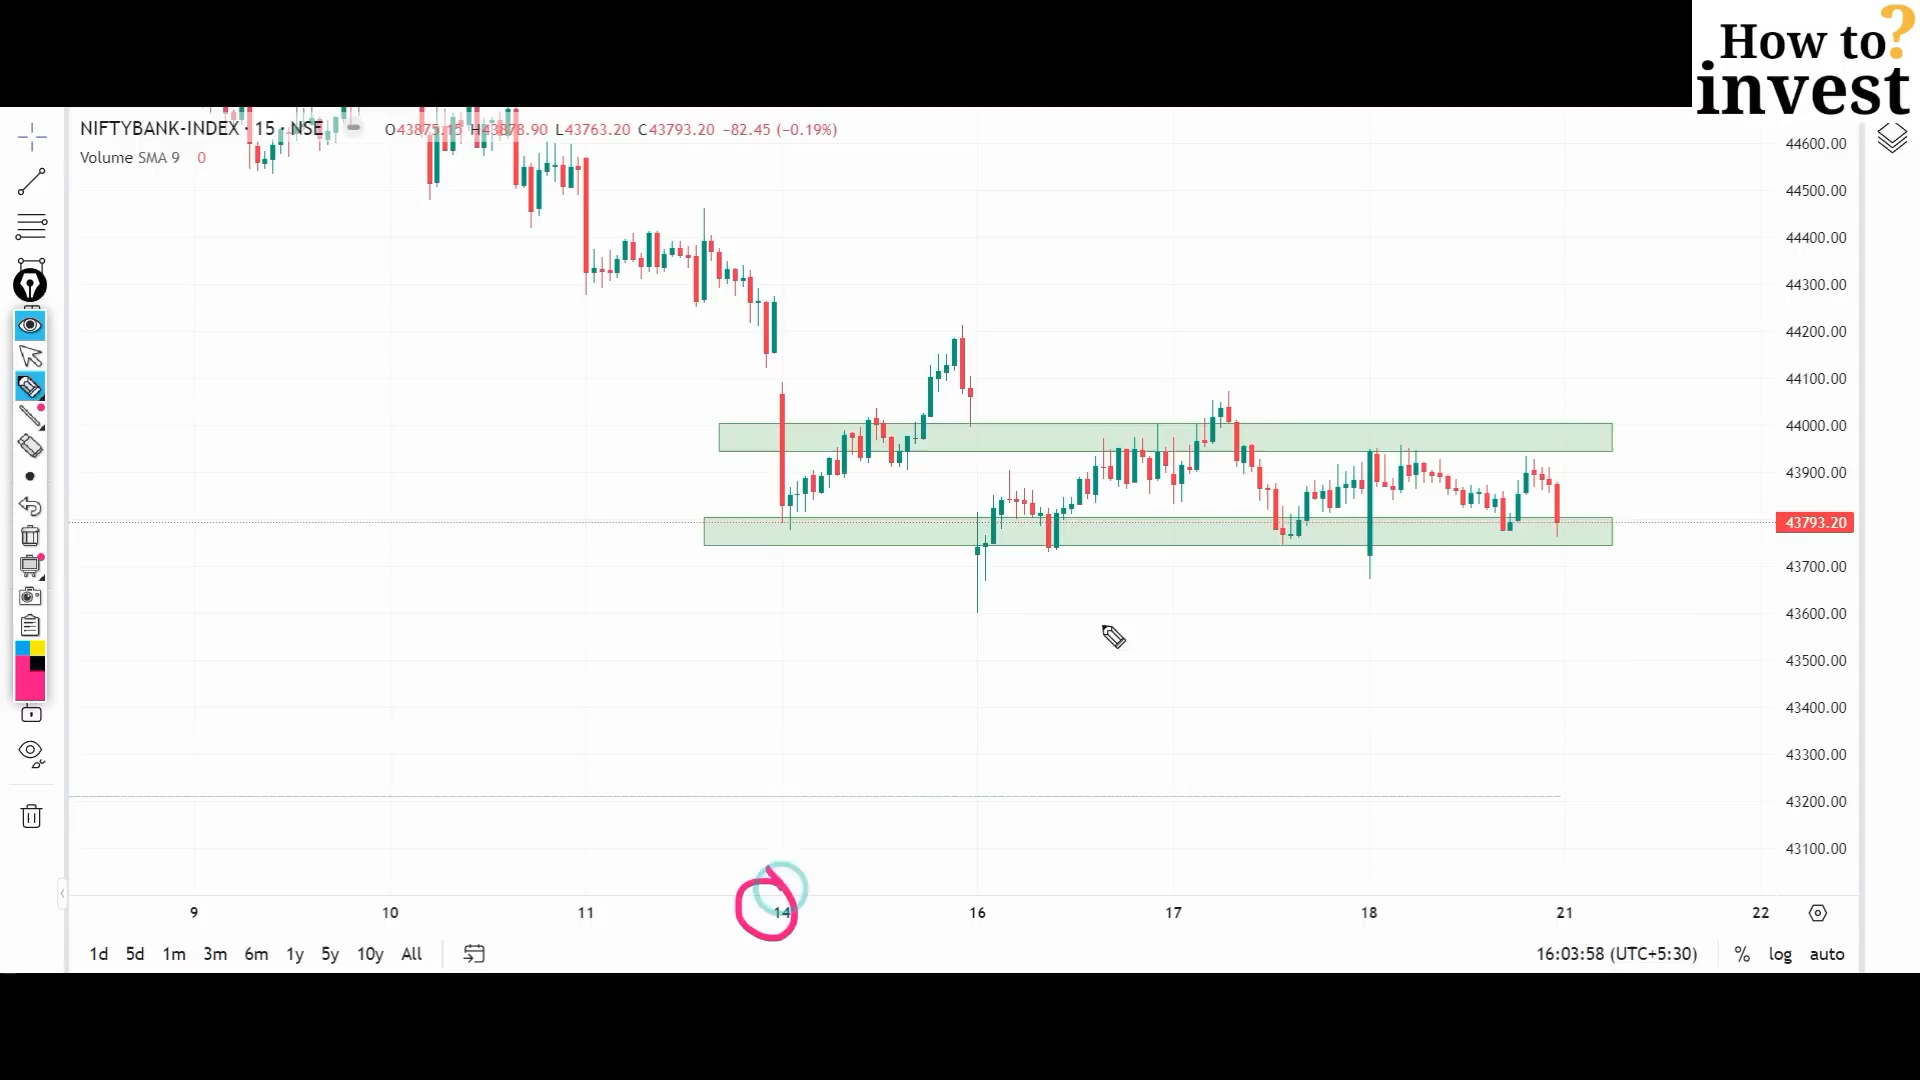 How to?
invest
NIFTYBANK-INDEX · 15 · NSE O43875.15 H43878.90 L43763.20 C43793.20 −82.45 (−0.19%)
Volume SMA 9 0
44600.00
44500.00
44400.00
44300.00
44200.00
44100.00
44000.00
43900.00
43793.20
43700.00
43600.00
43500.00
43400.00
43300.00
43200.00
43100.00
9 10 11 14 16 17 18 21 22
1d 5d 1m 3m 6m 1y 5y 10y All 16:03:58 (UTC+5:30) % log auto